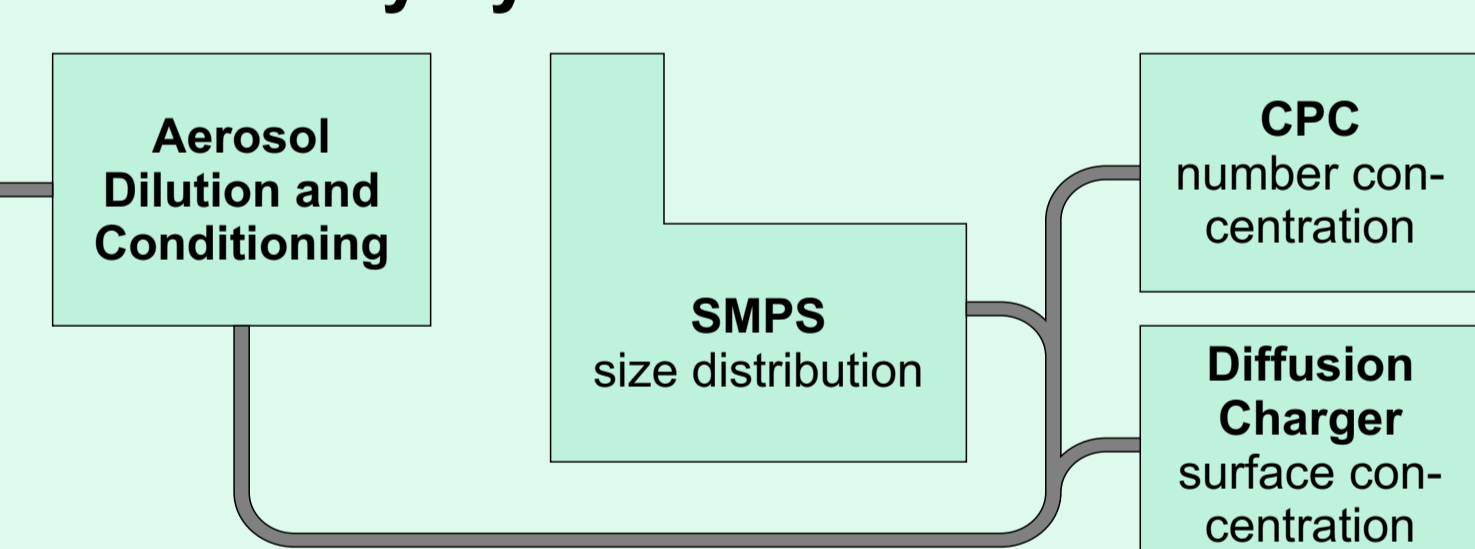 Aerosol
Dilution and
Conditioning
SMPS
size distribution
CPC
number con-
centration
Diffusion
Charger
surface con-
centration